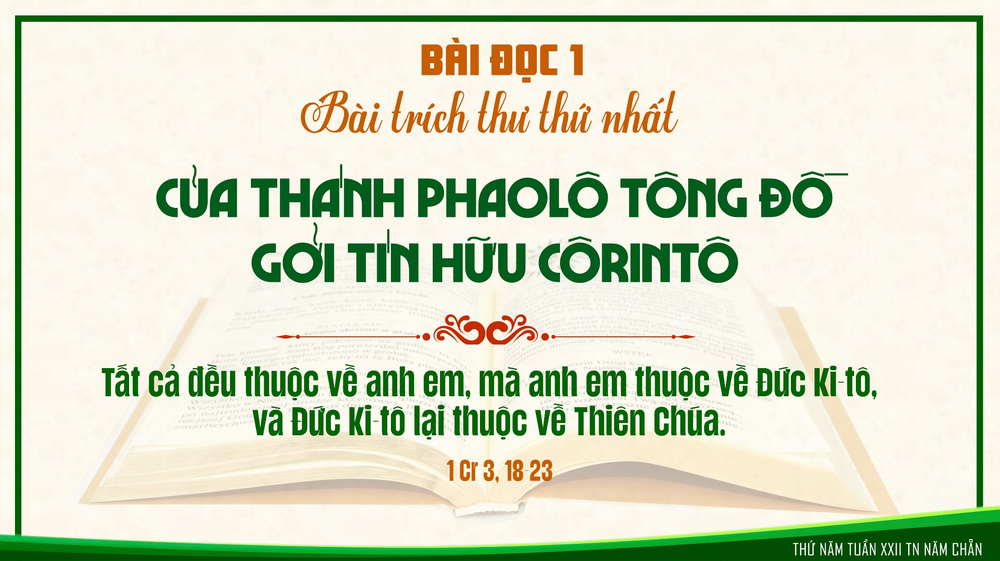 BÀI ĐỌC 1
Bài trích thư thứ nhất
CỦA THÁNH PHAOLÔ TÔNG ĐỒ
GỞI TÍN HỮU CÔRINTÔ
Tất cả đều thuộc về anh em, mà anh em thuộc về Đức Ki-tô,
và Đức Ki-tô lại thuộc về Thiên Chúa.
1 Cr 3, 18-23
THỨ NĂM TUẦN XXII TN NĂM CHẴN